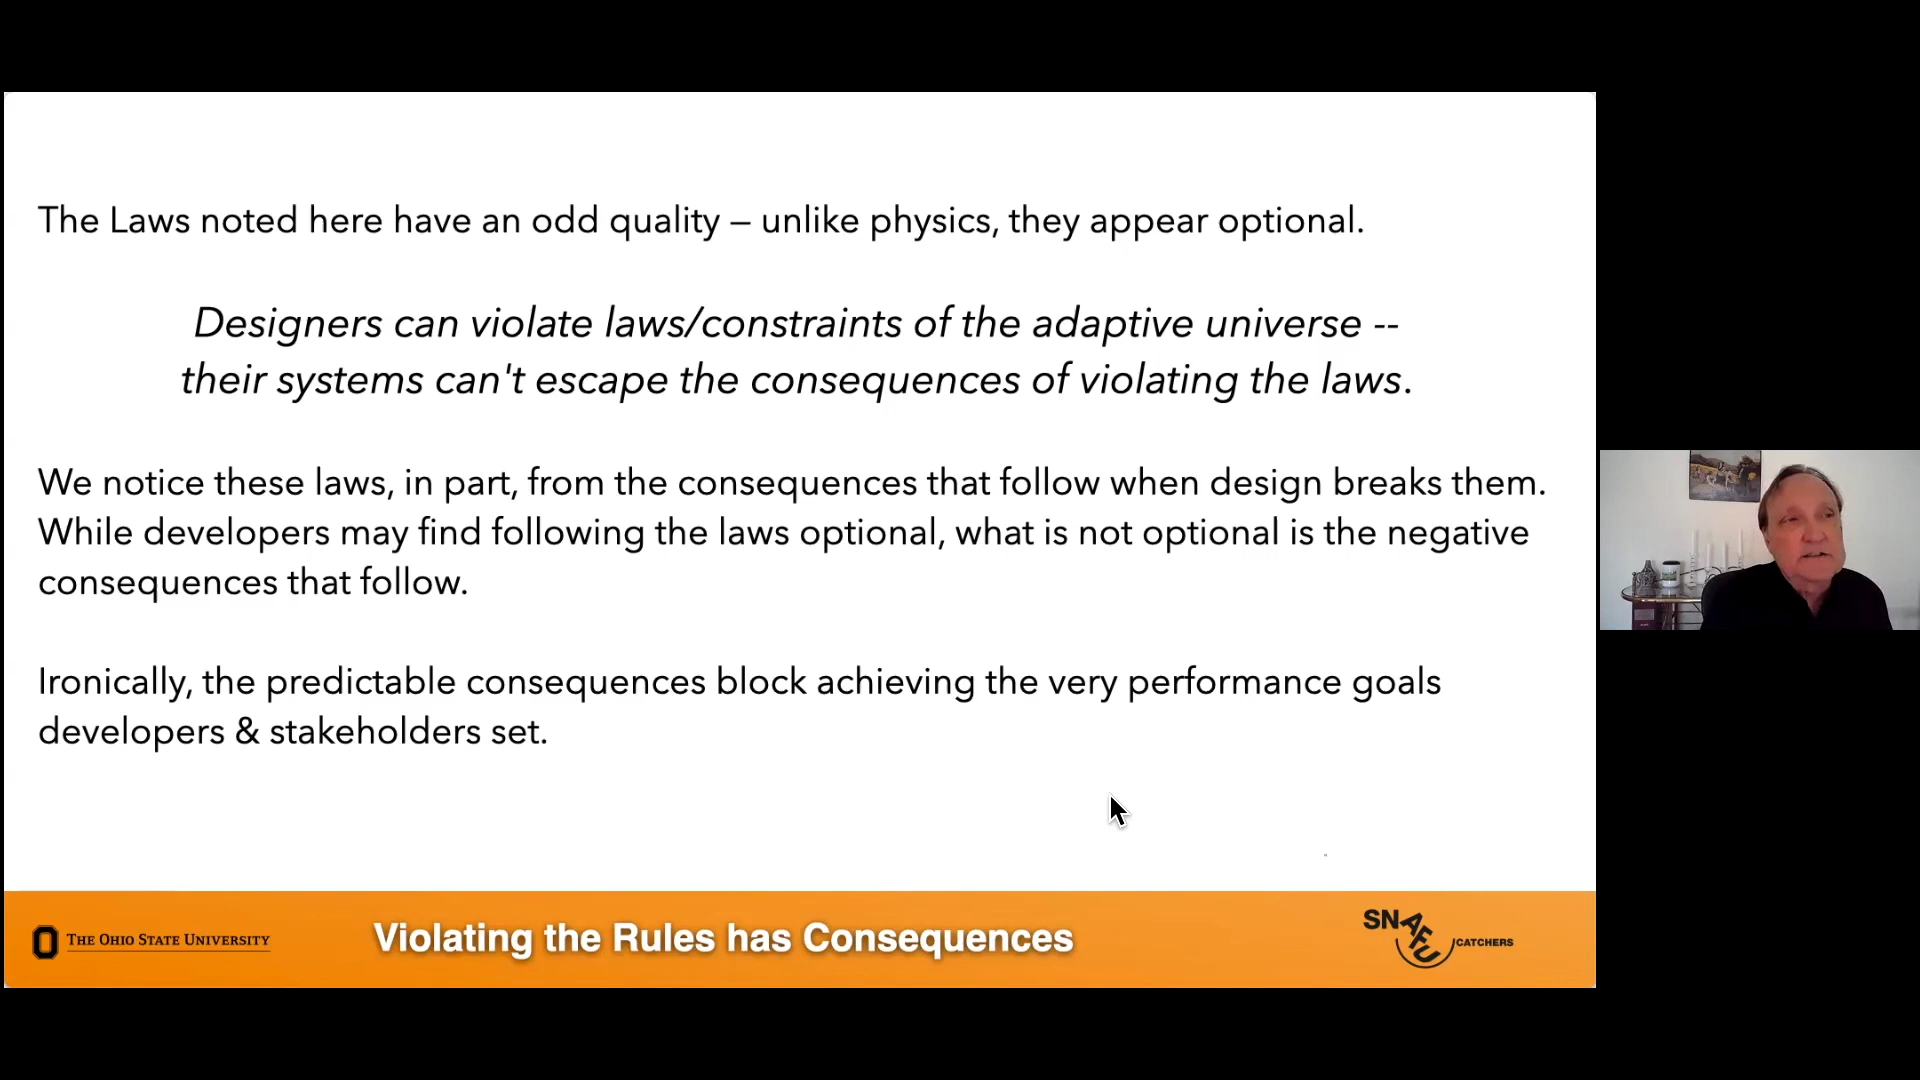 The Laws noted here have an odd quality – unlike physics, they appear optional.
Designers can violate laws/constraints of the adaptive universe --
their systems can't escape the consequences of violating the laws.
We notice these laws, in part, from the consequences that follow when design breaks them.
While developers may find following the laws optional, what is not optional is the negative
consequences that follow.
Ironically, the predictable consequences block achieving the very performance goals
developers & stakeholders set.
THE OHIO STATE UNIVERSITY
Violating the Rules has Consequences
SNAFU CATCHERS